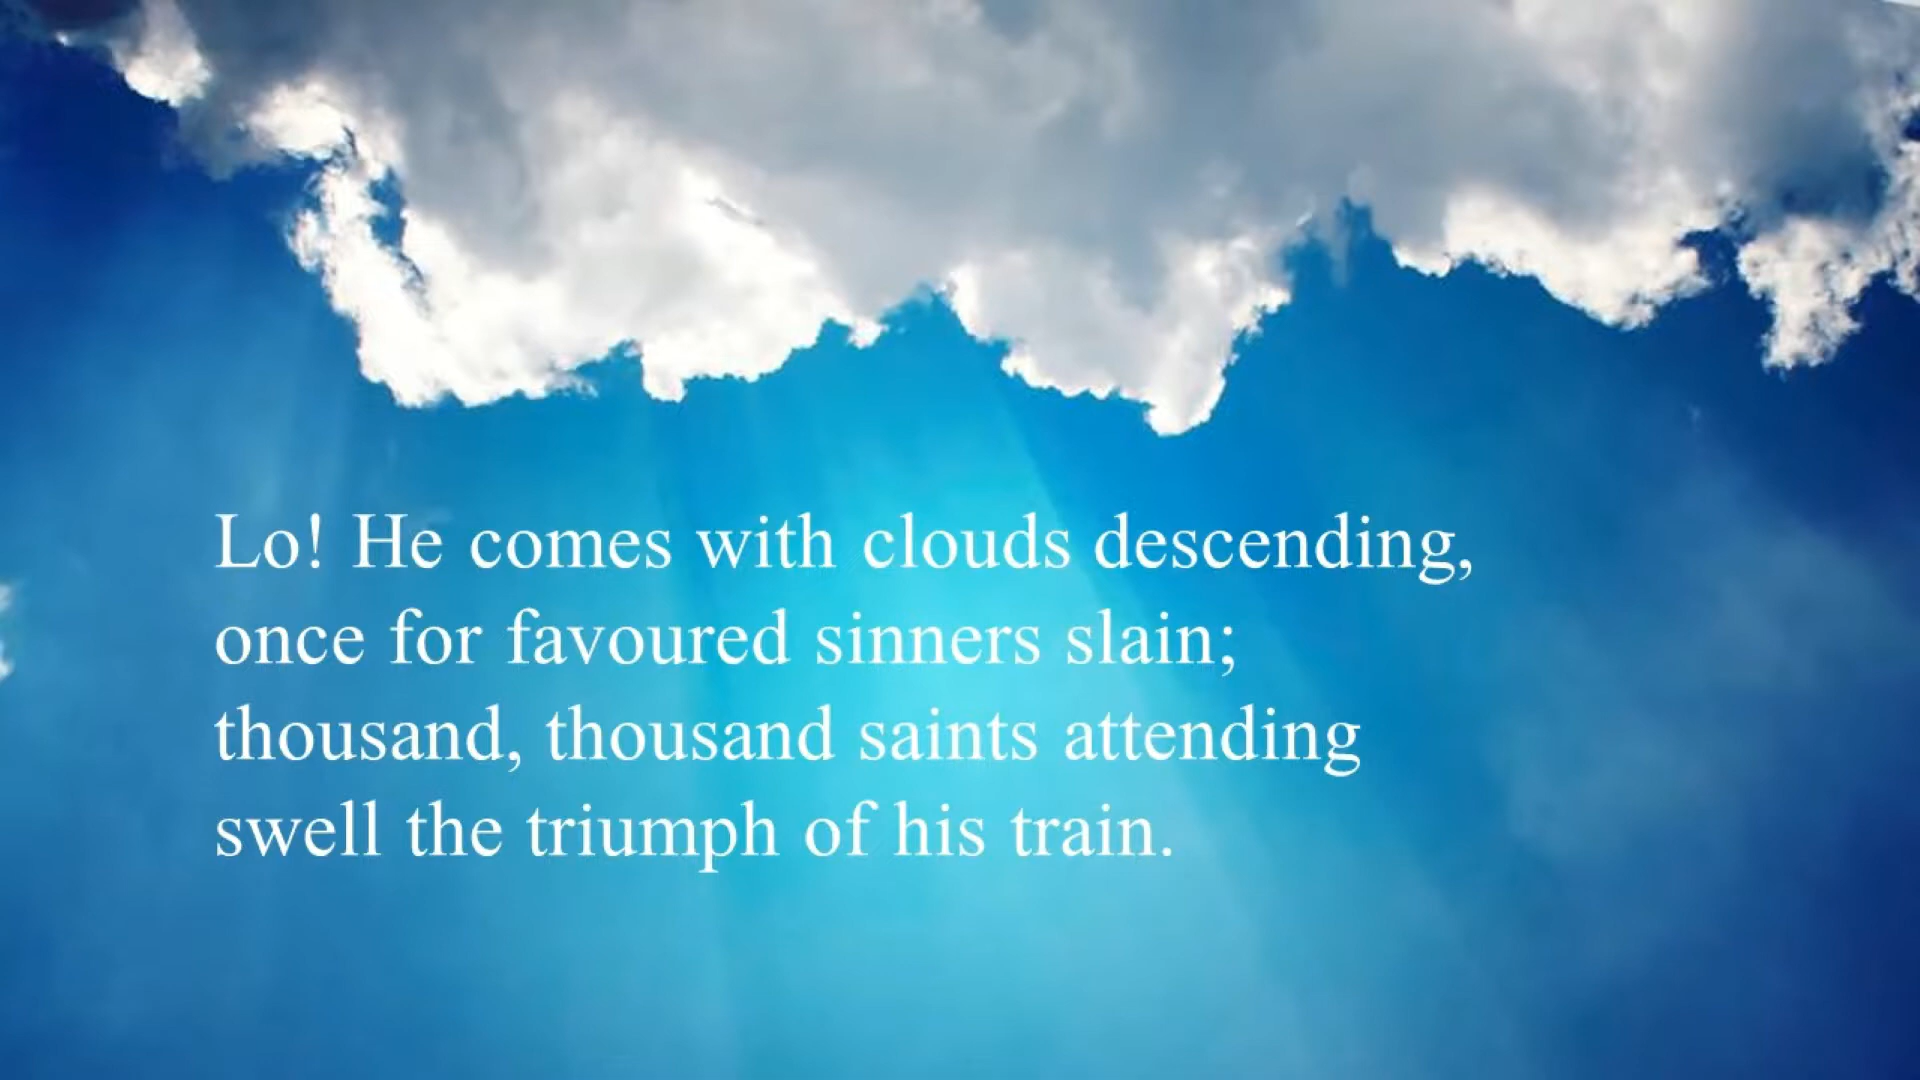 Lo! He comes with clouds descending,
once for favoured sinners slain;
thousand, thousand saints attending
swell the triumph of his train.